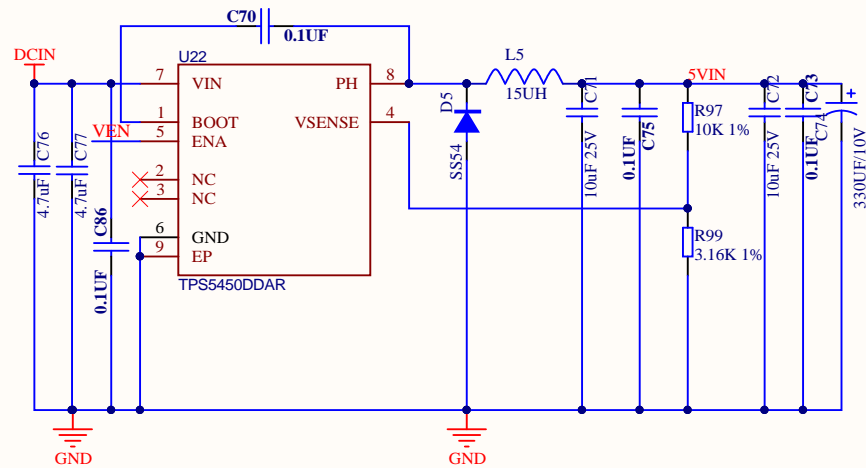 C70
0.1UF
DCIN
U22
7
VIN
PH
8
L5
15UH
5VIN
1
BOOT
VEN
5
ENA
VSENSE
4
2
NC
3
NC
6
GND
9
EP
TPS5450DDAR
C76
4.7uF
C77
4.7uF
C86
0.1UF
D5
SS54
C71
10uF 25V
C75
0.1UF
R97
10K 1%
R99
3.16K 1%
C72
10uF 25V
C73
0.1UF
C74
+
330UF/10V
GND
GND